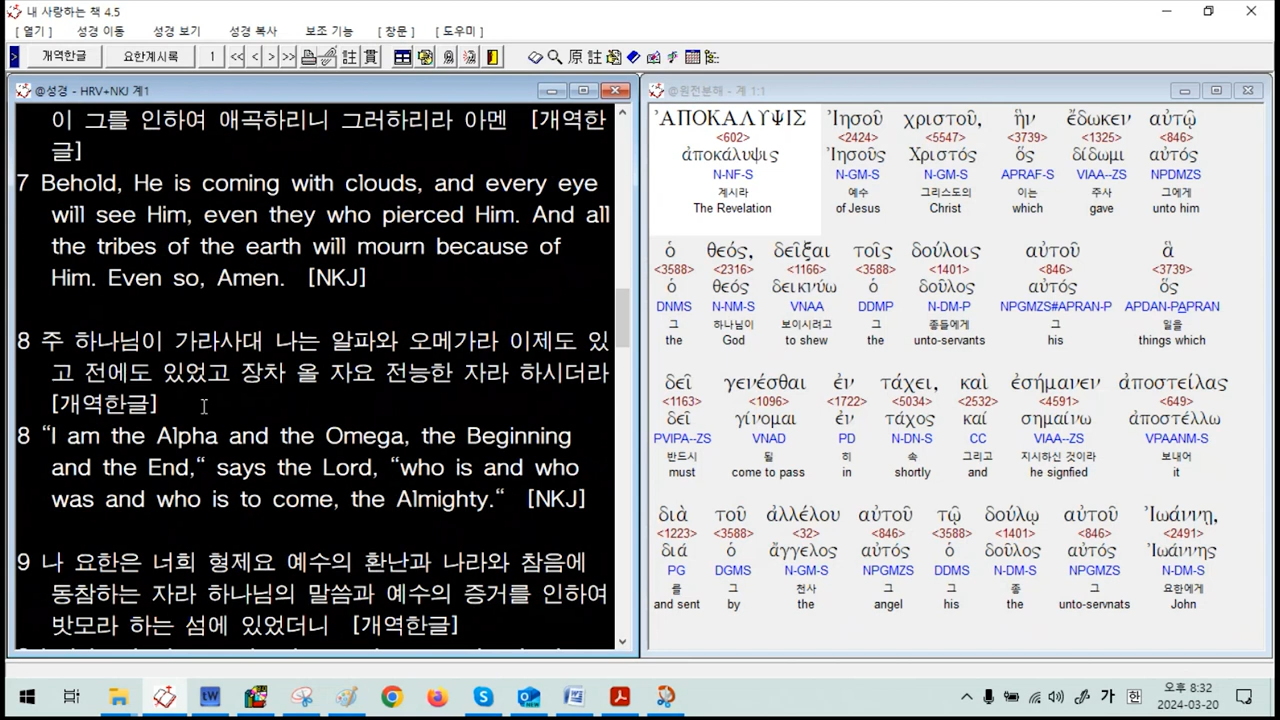 내 사랑하는 책 4.5
[ 열기 ] 성경 이동 성경 보기 성경 복사 보조 기능 [ 창문 ] [ 도우미 ]
개역한글 요한계시록 1 << < > >> 註 貫 原 註
@성경 - HRV+NKJ 계1
이 그를 인하여 애곡하리니 그러하리라 아멘 [개역한
글]
7 Behold, He is coming with clouds, and every eye
will see Him, even they who pierced Him. And all
the tribes of the earth will mourn because of
Him. Even so, Amen. [NKJ]
8 주 하나님이 가라사대 나는 알파와 오메가라 이제도 있
고 전에도 있었고 장차 올 자요 전능한 자라 하시더라
[개역한글]
8 “I am the Alpha and the Omega, the Beginning
and the End,“ says the Lord, “who is and who
was and who is to come, the Almighty.“ [NKJ]
9 나 요한은 너희 형제요 예수의 환난과 나라와 참음에
동참하는 자라 하나님의 말씀과 예수의 증거를 인하여
밧모라 하는 섬에 있었더니 [개역한글]
@원전분해 - 계 1:1
ʼΑΠΟΚΑΛΥΨΙΣ ʼΙησοῦ χριστοῦ, ἣν ἔδωκεν αὐτῷ
<602> <2424> <5547> <3739> <1325> <846>
ἀποκάλυψις ʼΙησοῦς Χριστός ὅς δίδωμι αὐτός
N-NF-S N-GM-S N-GM-S APRAF-S VIAA--ZS NPDMZS
계시라 예수 그리스도의 이는 주사 그에게
The Revelation of Jesus Christ which gave unto him
ὁ θεός, δεῖξαι τοῖς δούλοις αὐτοῦ ἃ
<3588> <2316> <1166> <3588> <1401> <846> <3739>
ὁ θεός δεικνύω ὁ δοῦλος αὐτός ὅς
DNMS N-NM-S VNAA DDMP N-DM-P NPGMZS#APRAN-P APDAN-PAPRAN
그 하나님이 보이시려고 그 종들에게 그 일을
the God to shew the unto-servants his things which
δεῖ γενέσθαι ἐν τάχει, καὶ ἐσήμανεν ἀποστείλας
<1163> <1096> <1722> <5034> <2532> <4591> <649>
δεῖ γίνομαι ἐν τάχος καί σημαίνω ἀποστέλλω
PVIPA--ZS VNAD PD N-DN-S CC VIAA--ZS VPAANM-S
반드시 될 히 속 그리고 지시하신 것이라 보내어
must come to pass in shortly and he signfied it
διὰ τοῦ ἀλλέλου αὐτοῦ τῷ δούλῳ αὐτοῦ ʼΙωάννῃ,
<1223> <3588> <32> <846> <3588> <1401> <846> <2491>
διά ὁ ἄγγελος αὐτός ὁ δοῦλος αὐτός ʼΙωάννης
PG DGMS N-GM-S NPGMZS DDMS N-DM-S NPGMZS N-DM-S
를 그 천사 그 그 종 그 요한에게
and sent by the angel his the unto-servnats John
가 한 오후 8:32
2024-03-20